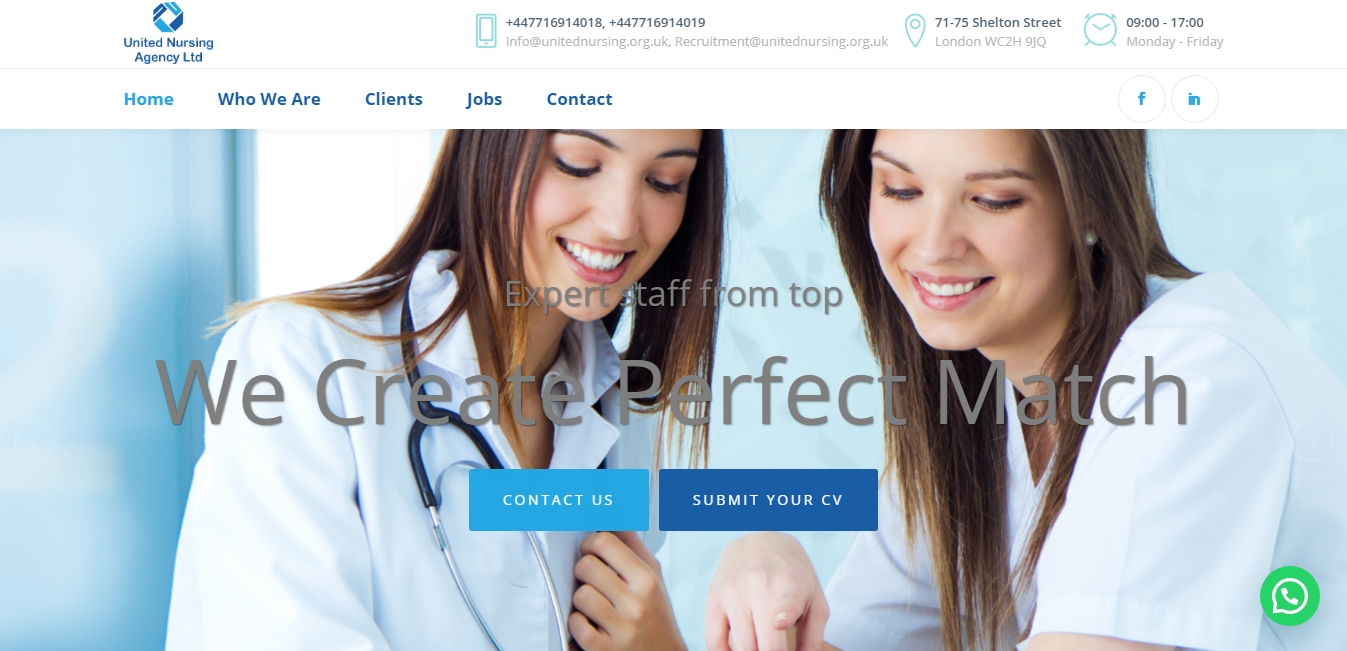 United Nursing
Agency Ltd
+447716914018, +447716914019
Info@unitednursing.org.uk, Recruitment@unitednursing.org.uk
71-75 Shelton Street
London WC2H 9JQ
09:00 - 17:00
Monday - Friday
Home Who We Are Clients Jobs Contact
f in
Expert staff from top
We Create Perfect Match
CONTACT US SUBMIT YOUR CV